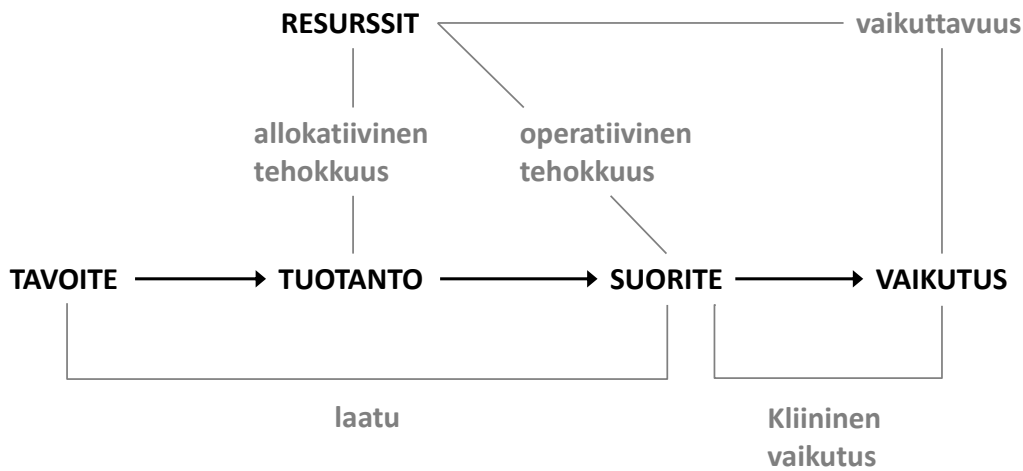 RESURSSIT
vaikuttavuus
allokatiivinen
tehokkuus
operatiivinen
tehokkuus
TAVOITE
TUOTANTO
SUORITE
VAIKUTUS
laatu
Kliininen
vaikutus